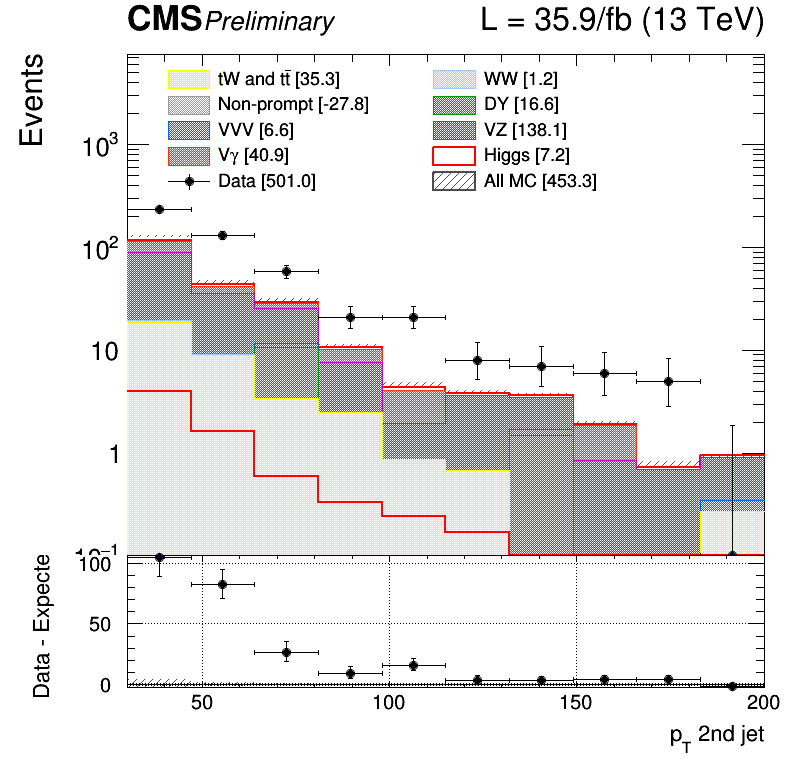 CMS Preliminary L = 35.9/fb (13 TeV)
Events
tW and tt̄ [35.3] WW [1.2]
Non-prompt [-27.8] DY [16.6]
VVV [6.6] VZ [138.1]
Vγ [40.9] Higgs [7.2]
Data [501.0] All MC [453.3]
10³
10²
10
1
10⁻¹
Data - Expecte
100
50
0
50 100 150 200
p_T 2nd jet